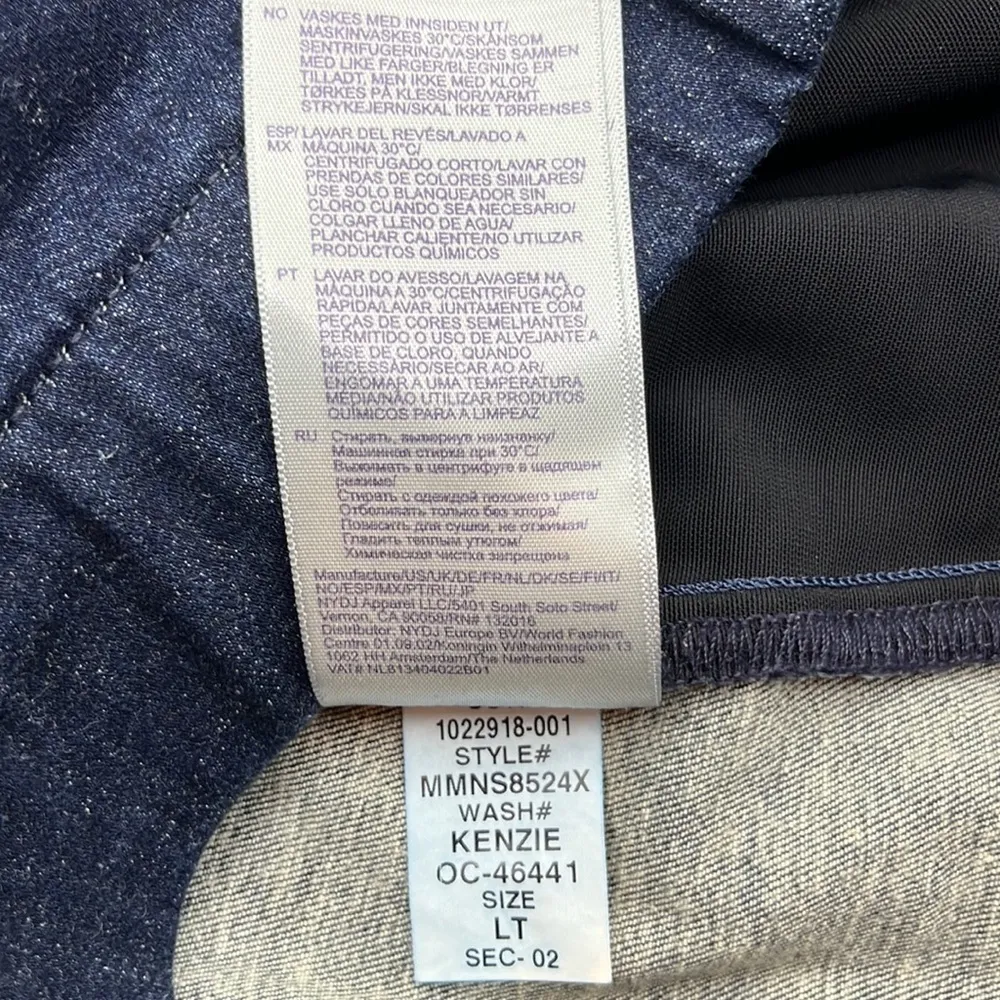 NO VASKES MED INNSIDEN UT/
MASKINVASKES 30°C/SKÅNSOM
SENTRIFUGERING/VASKES SAMMEN
MED LIKE FARGER/BLEGNING ER
TILLADT, MEN IKKE MED KLOR/
TØRKES PÅ KLESSNOR/VARMT
STRYKEJERN/SKAL IKKE TØRRENSES
ESP/ LAVAR DEL REVÉS/LAVADO A
MX MÁQUINA 30°C/
CENTRIFUGADO CORTO/LAVAR CON
PRENDAS DE COLORES SIMILARES/
USE SOLO BLANQUEADOR SIN
CLORO CUANDO SEA NECESARIO/
COLGAR LLENO DE AGUA/
PLANCHAR CALIENTE/NO UTILIZAR
PRODUCTOS QUÍMICOS
PT LAVAR DO AVESSO/LAVAGEM NA
MÁQUINA A 30°C/CENTRIFUGAÇÃO
RÁPIDA/LAVAR JUNTAMENTE COM
PEÇAS DE CORES SEMELHANTES/
PERMITIDO O USO DE ALVEJANTE A
BASE DE CLORO, QUANDO
NECESSÁRIO/SECAR AO AR/
ENGOMAR A UMA TEMPERATURA
MÉDIA/NÃO UTILIZAR PRODUTOS
QUÍMICOS PARA A LIMPEAZ
RU Стирать, вывернув наизнанку/
Машинная стирка при 30°C/
Выжимать в центрифуге в щадящем
режиме/
Стирать с одеждой похожего цвета/
Отбеливать только без хлора/
Повесить для сушки, не отжимая/
Гладить теплым утюгом/
Химическая чистка запрещена
Manufacture/US/UK/DE/FR/NL/DK/SE/FI/IT/
NO/ESP/MX/PT/RU/JP
NYDJ Apparel LLC/5401 South Soto Street/
Vernon, CA 90058/RN# 132016
Distributor: NYDJ Europe BV/World Fashion
Centre 01.09.02/Koningin Wilhelminaplein 13
1062 HH Amsterdam/The Netherlands
VAT# NL813404022B01
1022918-001
STYLE#
MMNS8524X
WASH#
KENZIE
OC-46441
SIZE
LT
SEC- 02